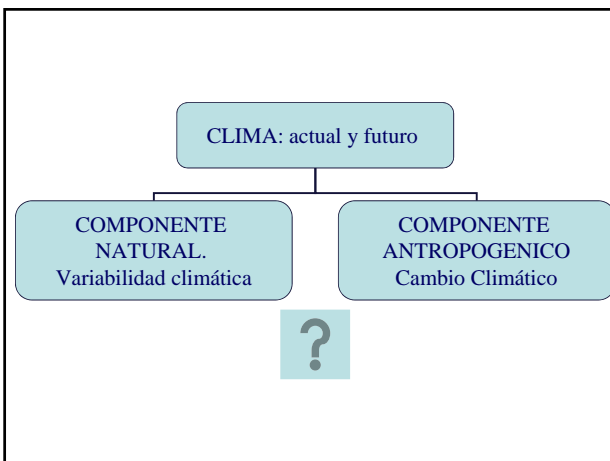 CLIMA: actual y futuro
COMPONENTE
NATURAL.
Variabilidad climática
COMPONENTE
ANTROPOGENICO
Cambio Climático
?